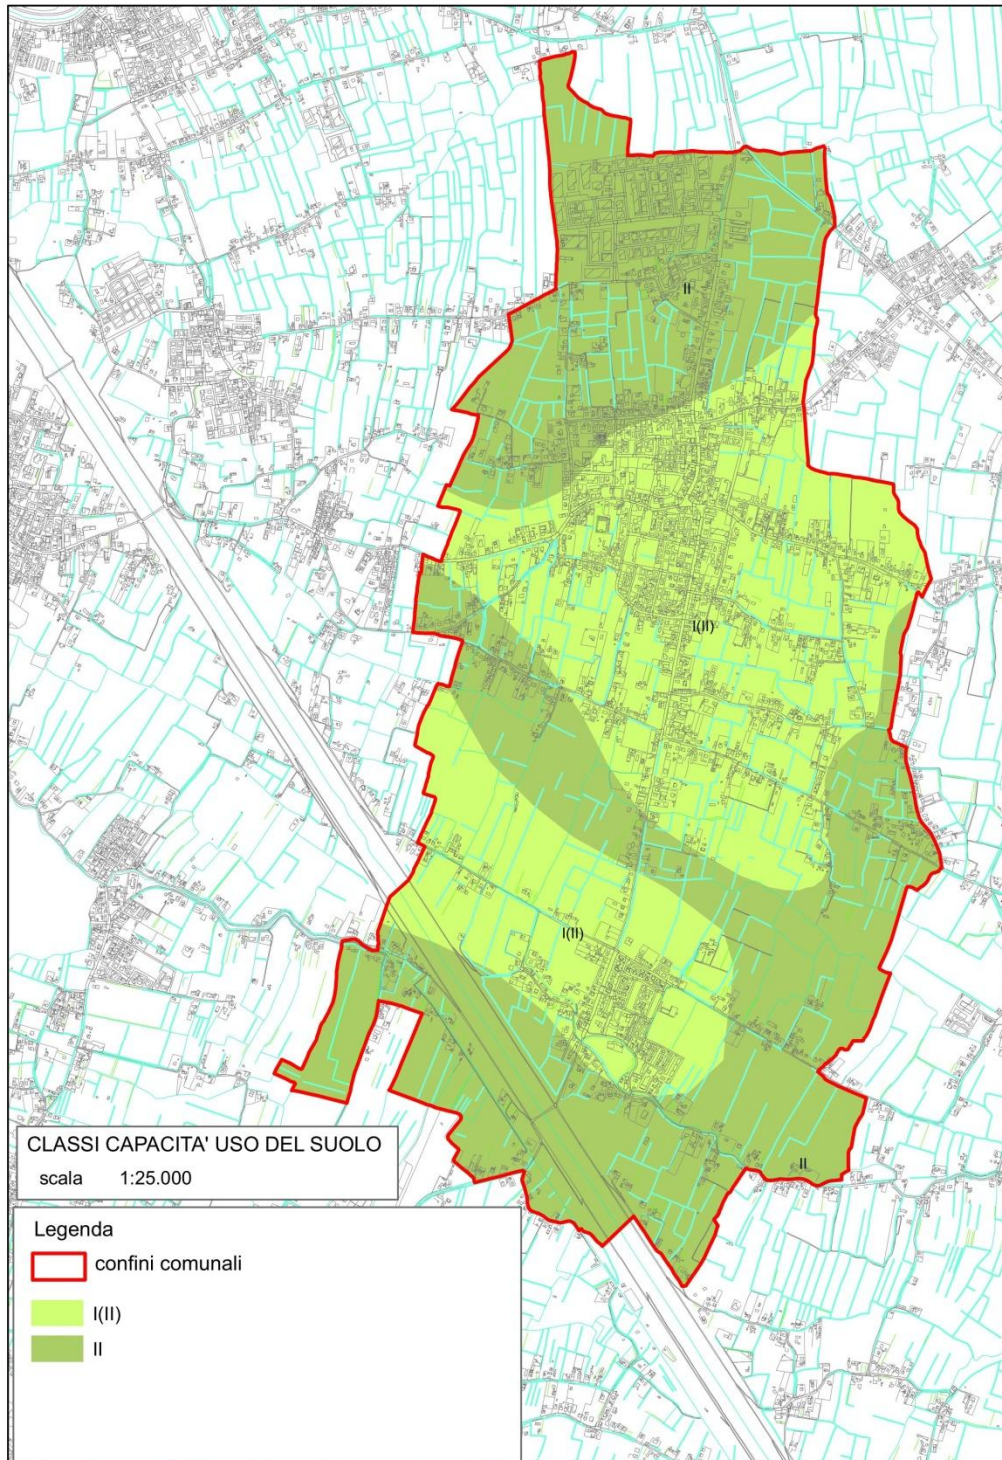 II
I(II)
I(II)
II
CLASSI CAPACITA' USO DEL SUOLO
scala 1:25.000
Legenda
confini comunali
I(II)
II